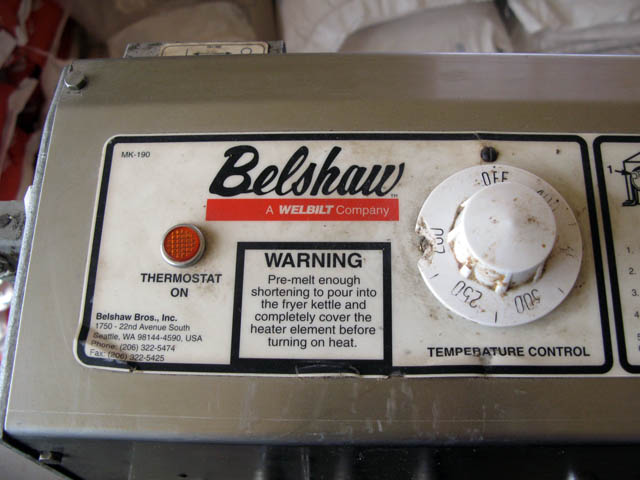 MK-190
Belshaw™
A WELBILT Company
THERMOSTAT
ON
WARNING
Pre-melt enough
shortening to pour into
the fryer kettle and
completely cover the
heater element before
turning on heat.
Belshaw Bros., Inc.
1750 - 22nd Avenue South
Seattle, WA 98144-4590, USA
Phone: (206) 322-5474
Fax: (206) 322-5425
OFF
200
250
TEMPERATURE CONTROL
1
1.
2.
3.
4.